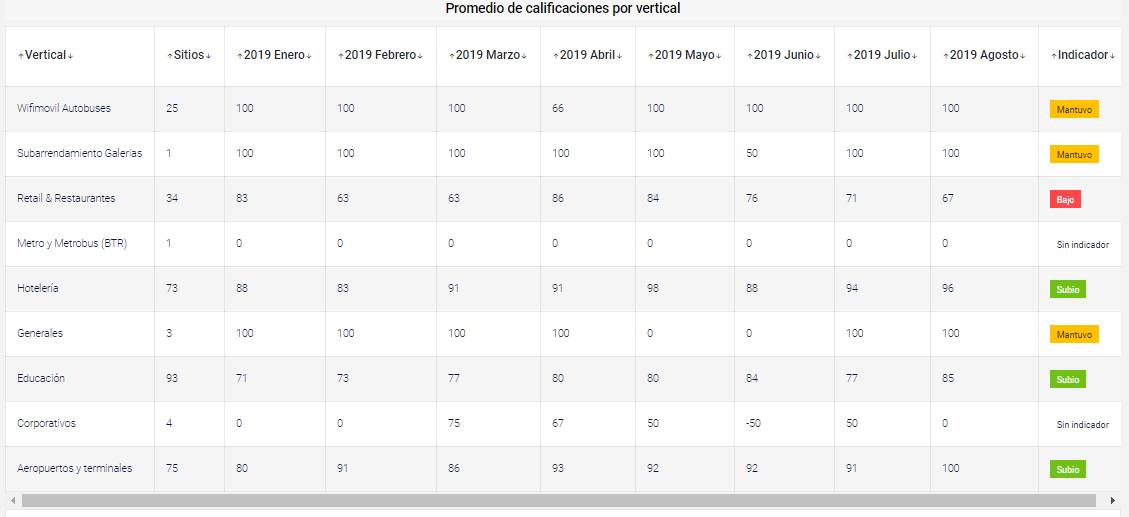 Promedio de calificaciones por vertical
↑Vertical↓ ↑Sitios↓ ↑2019 Enero↓ ↑2019 Febrero↓ ↑2019 Marzo↓ ↑2019 Abril↓ ↑2019 Mayo↓ ↑2019 Junio↓ ↑2019 Julio↓ ↑2019 Agosto↓ ↑Indicador↓
Wifimovil Autobuses 25 100 100 100 66 100 100 100 100 Mantuvo
Subarrendamiento Galerias 1 100 100 100 100 100 50 100 100 Mantuvo
Retail & Restaurantes 34 83 63 63 86 84 76 71 67 Bajo
Metro y Metrobus (BTR) 1 0 0 0 0 0 0 0 0 Sin indicador
Hotelería 73 88 83 91 91 98 88 94 96 Subio
Generales 3 100 100 100 100 0 0 100 100 Mantuvo
Educación 93 71 73 77 80 80 84 77 85 Subio
Corporativos 4 0 0 75 67 50 -50 50 0 Sin indicador
Aeropuertos y terminales 75 80 91 86 93 92 92 91 100 Subio